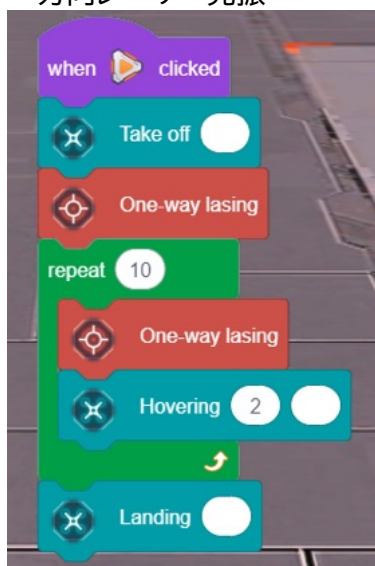 when clicked
Take off
One-way lasing
repeat 10
One-way lasing
Hovering 2
Landing